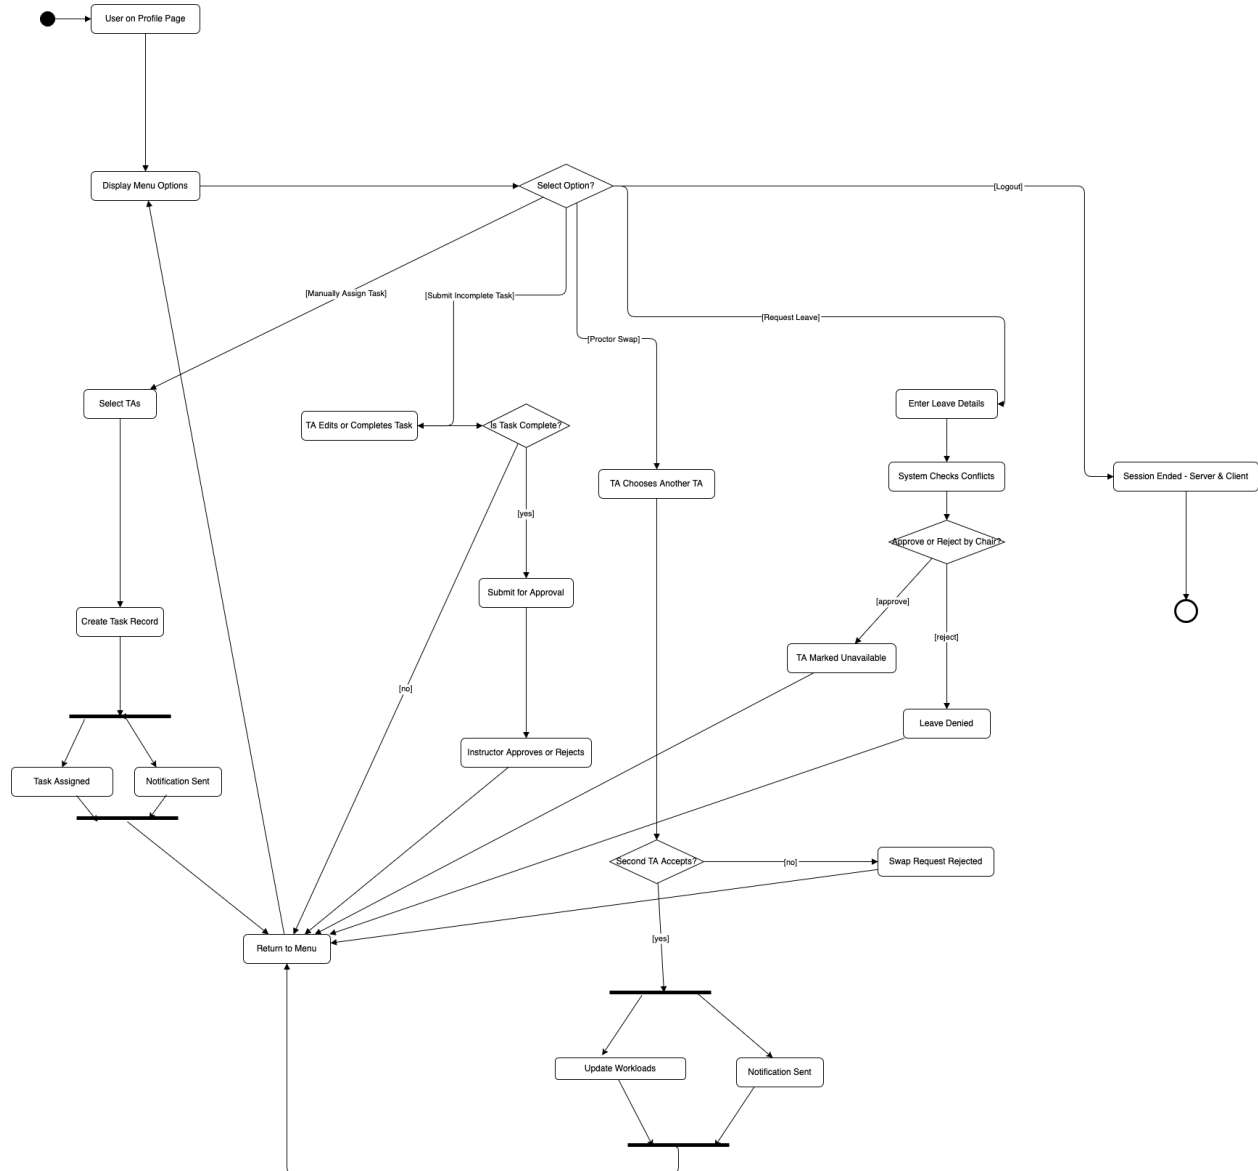 User on Profile Page
Display Menu Options
Select Option?
[Logout]
[Manually Assign Task]
[Submit Incomplete Task]
[Request Leave]
[Proctor Swap]
Select TAs
Enter Leave Details
TA Edits or Completes Task
Is Task Complete?
System Checks Conflicts
Session Ended - Server & Client
TA Chooses Another TA
[yes]
Approve or Reject by Chair?
Submit for Approval
[approve]
Create Task Record
[reject]
TA Marked Unavailable
[no]
Leave Denied
Instructor Approves or Rejects
Task Assigned
Notification Sent
Second TA Accepts?
[no]
Swap Request Rejected
[yes]
Return to Menu
Update Workloads
Notification Sent